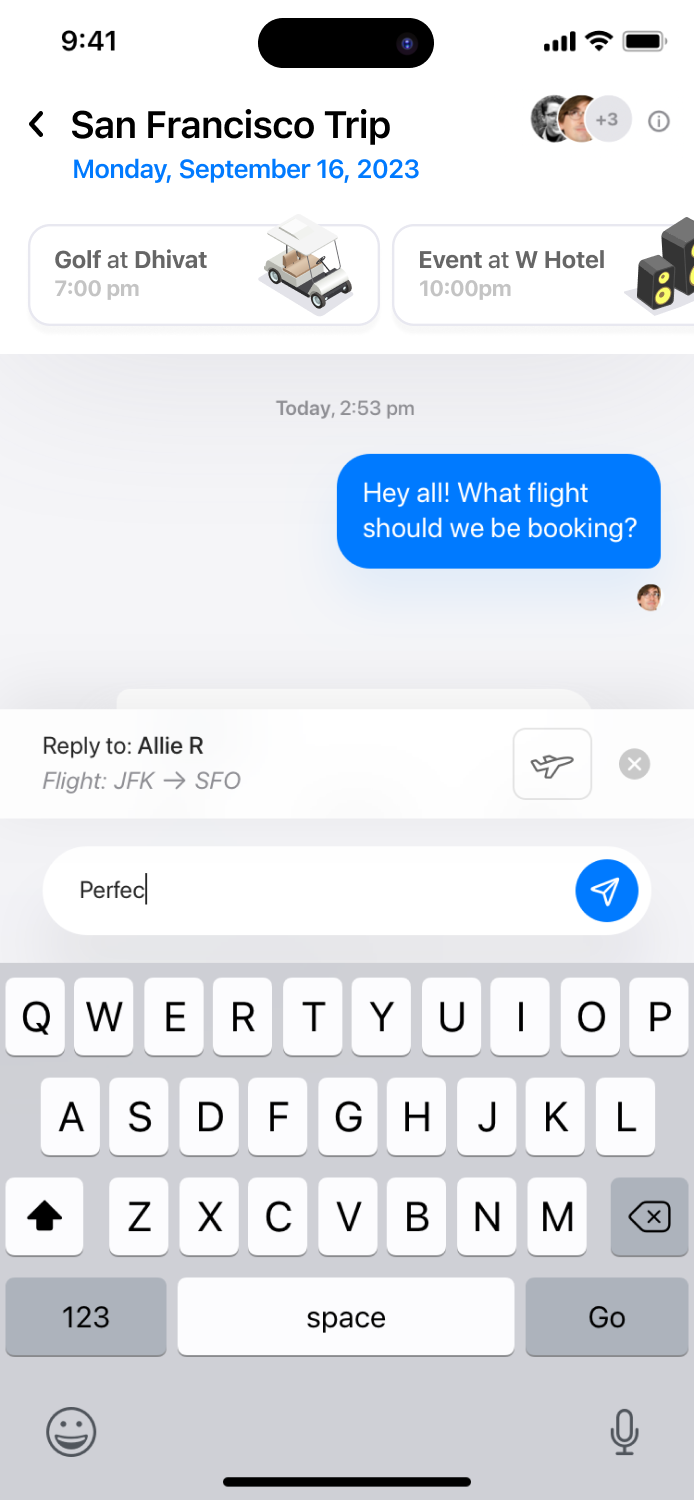 9:41
San Francisco Trip
+3
Monday, September 16, 2023
Golf at Dhivat
7:00 pm
Event at W Hotel
10:00pm
Today, 2:53 pm
Hey all! What flight
should we be booking?
Reply to: Allie R
Flight: JFK → SFO
Perfec
Q W E R T Y U I O P
A S D F G H J K L
Z X C V B N M
123 space Go